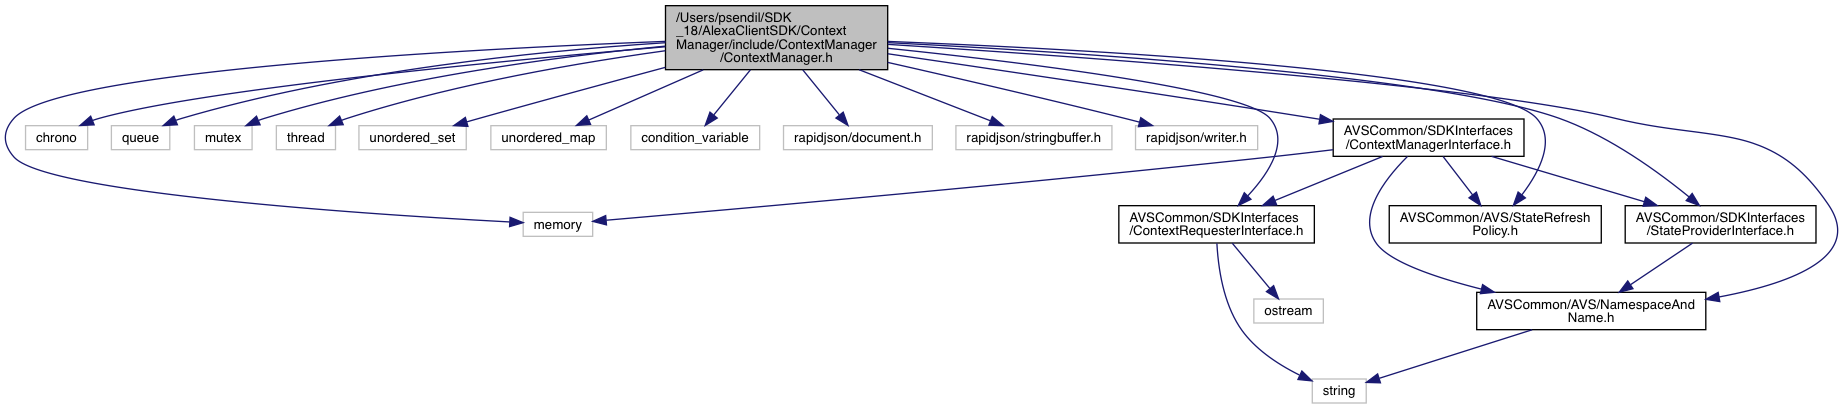 /Users/psendil/SDK
_18/AlexaClientSDK/Context
Manager/include/ContextManager
/ContextManager.h
chrono
queue
mutex
thread
unordered_set
unordered_map
condition_variable
rapidjson/document.h
rapidjson/stringbuffer.h
rapidjson/writer.h
AVSCommon/SDKInterfaces
/ContextManagerInterface.h
memory
AVSCommon/SDKInterfaces
/ContextRequesterInterface.h
AVSCommon/AVS/StateRefresh
Policy.h
AVSCommon/SDKInterfaces
/StateProviderInterface.h
ostream
AVSCommon/AVS/NamespaceAnd
Name.h
string